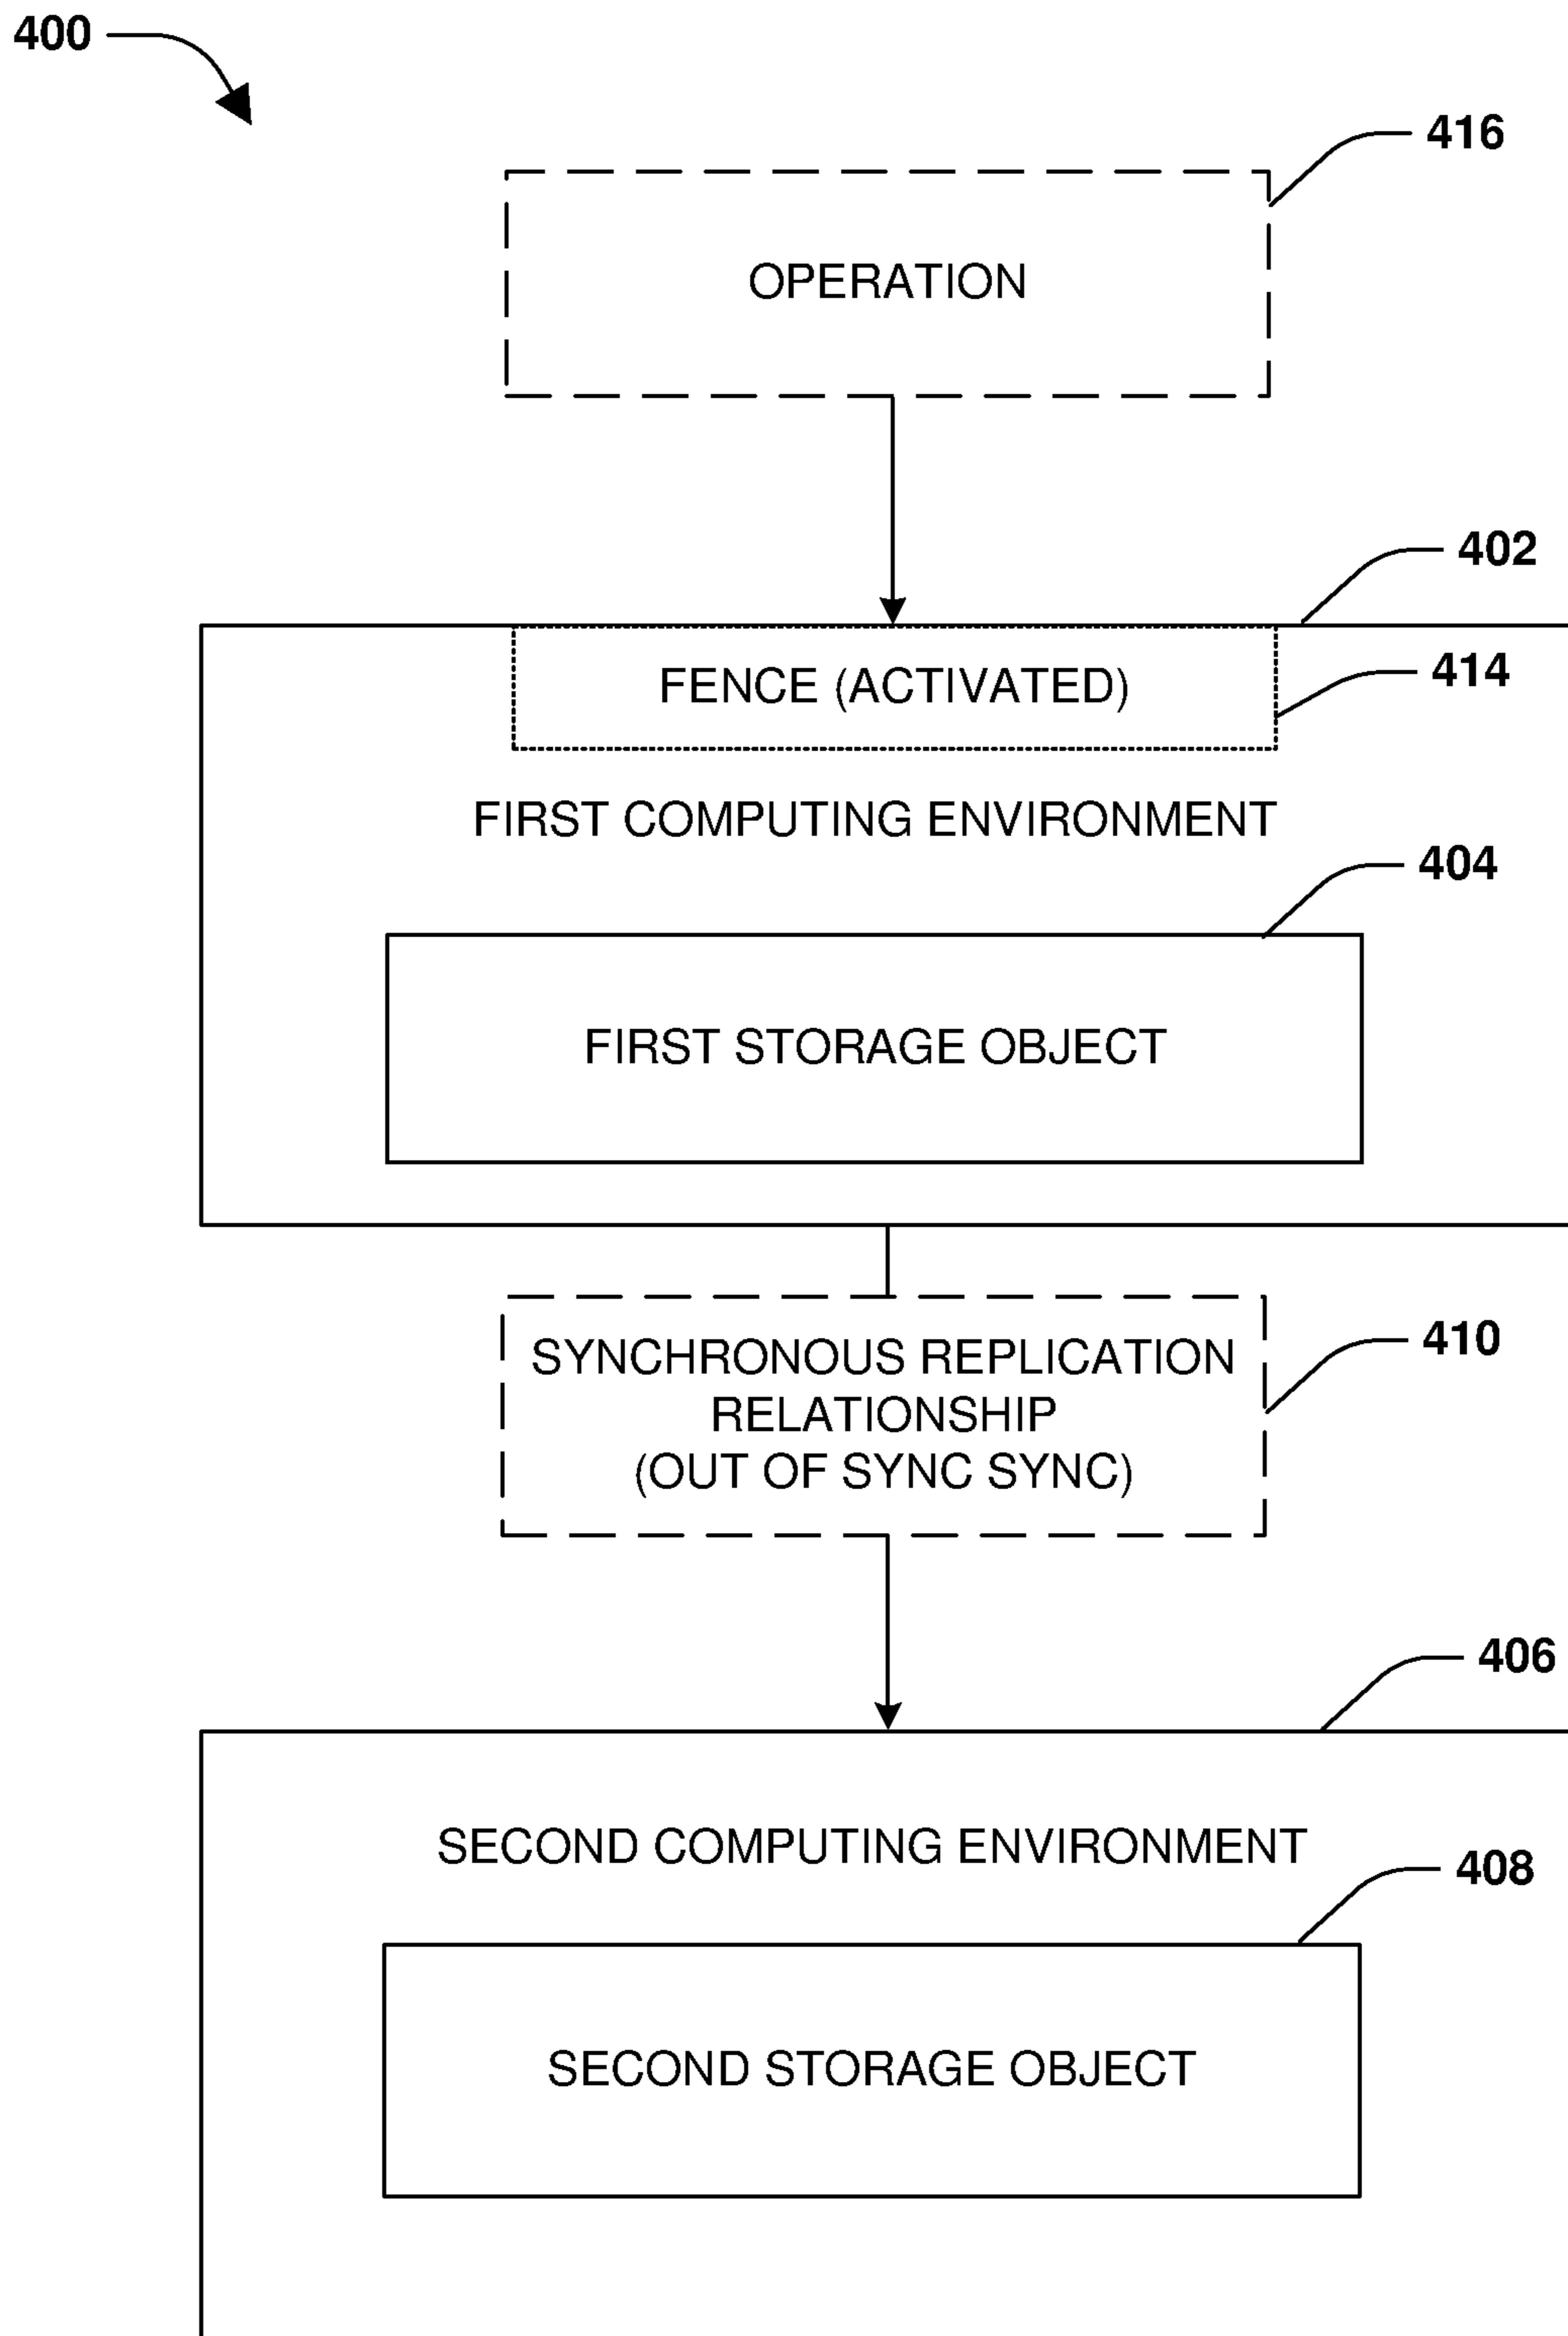 400
416
OPERATION
402
FENCE (ACTIVATED)
414
FIRST COMPUTING ENVIRONMENT
404
FIRST STORAGE OBJECT
SYNCHRONOUS REPLICATION
RELATIONSHIP
(OUT OF SYNC SYNC)
410
406
SECOND COMPUTING ENVIRONMENT
408
SECOND STORAGE OBJECT